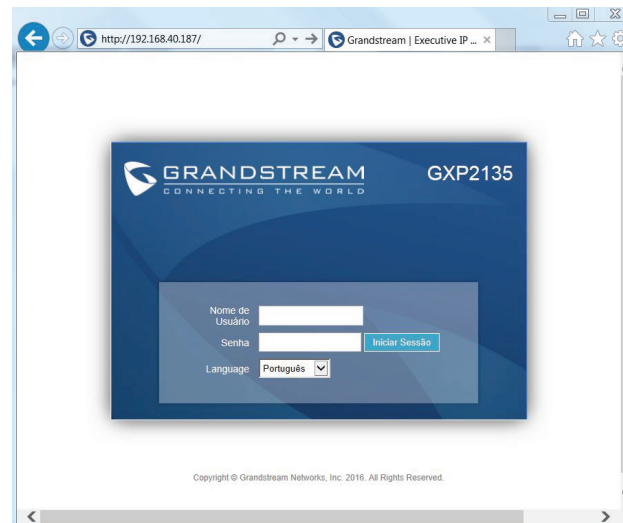 http://192.168.40.187/
Grandstream | Executive IP ...
GRANDSTREAM
CONNECTING THE WORLD
GXP2135
Nome de
Usuário
Senha
Iniciar Sessão
Language
Português
Copyright © Grandstream Networks, Inc. 2016. All Rights Reserved.